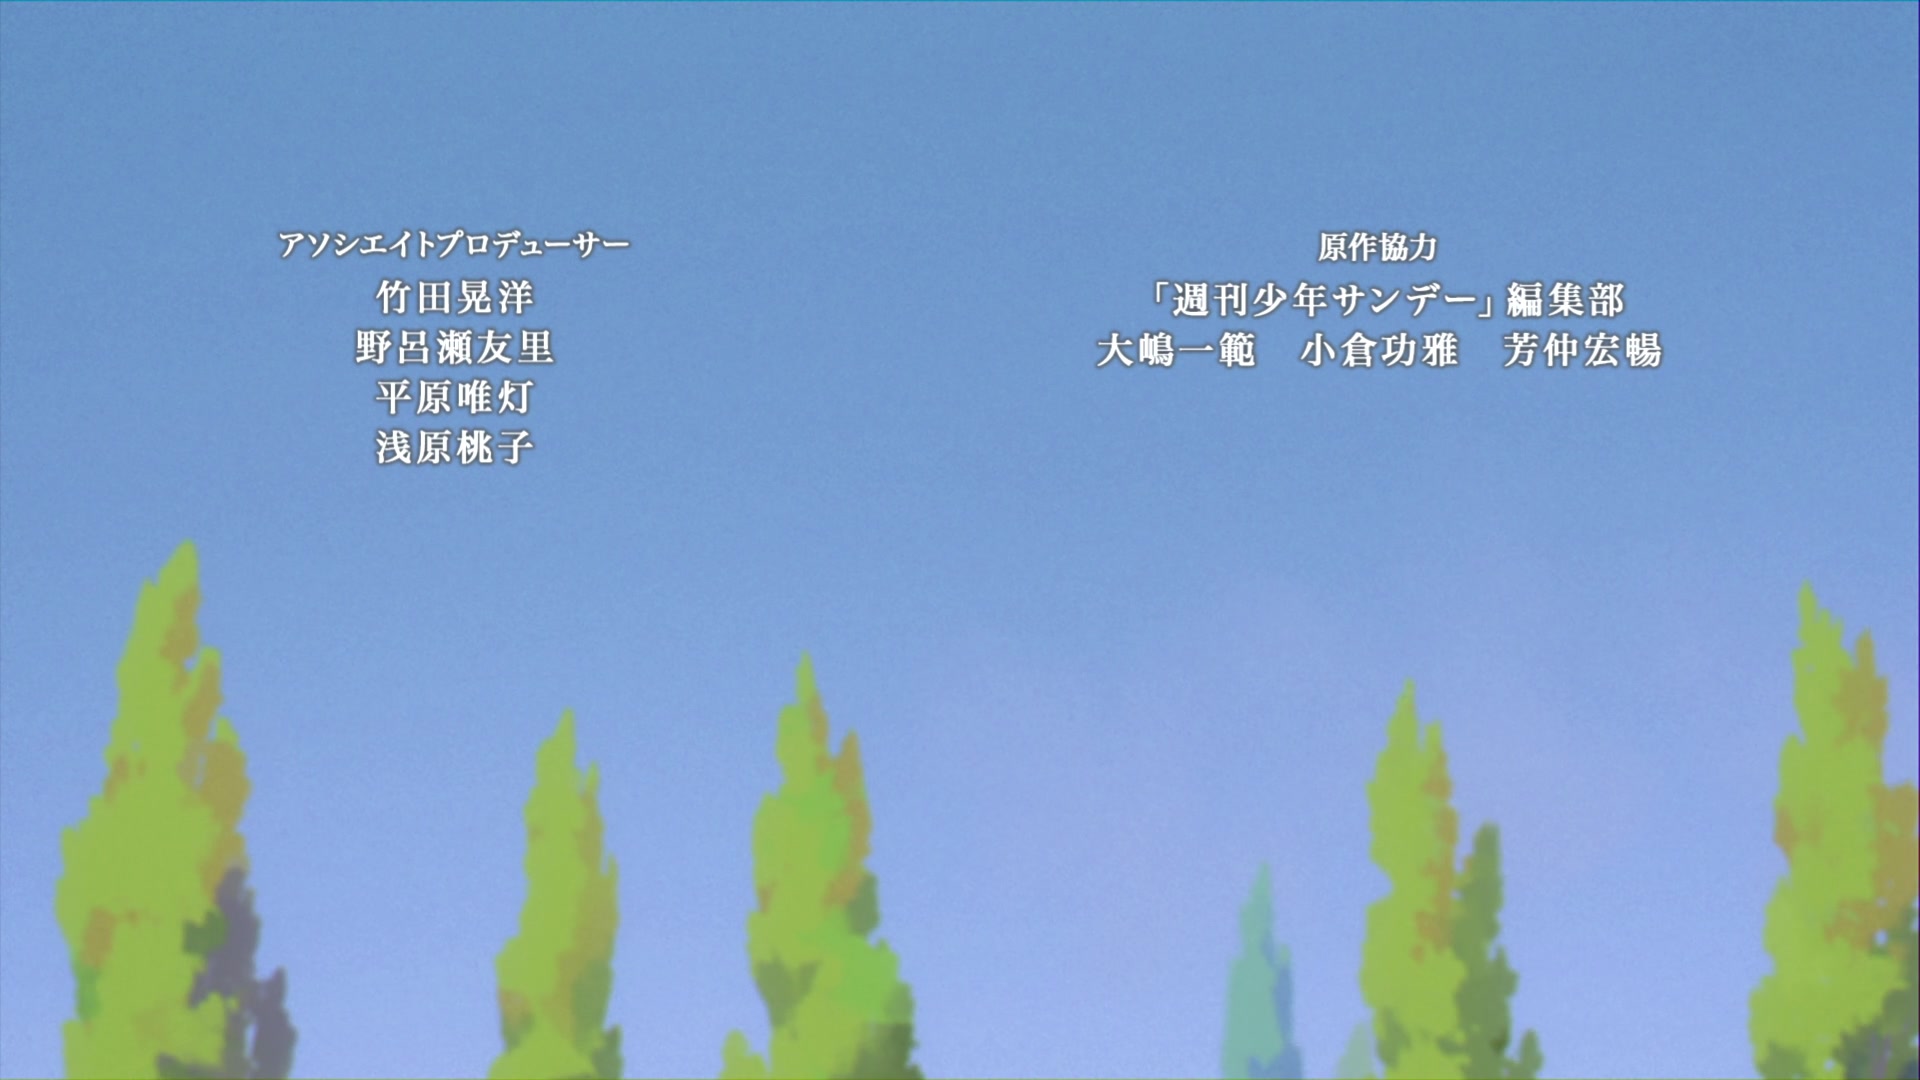 アソシエイトプロデューサー
竹田晃洋
野呂瀬友里
平原唯灯
浅原桃子
原作協力
「週刊少年サンデー」編集部
大嶋一範　小倉功雅　芳仲宏暢